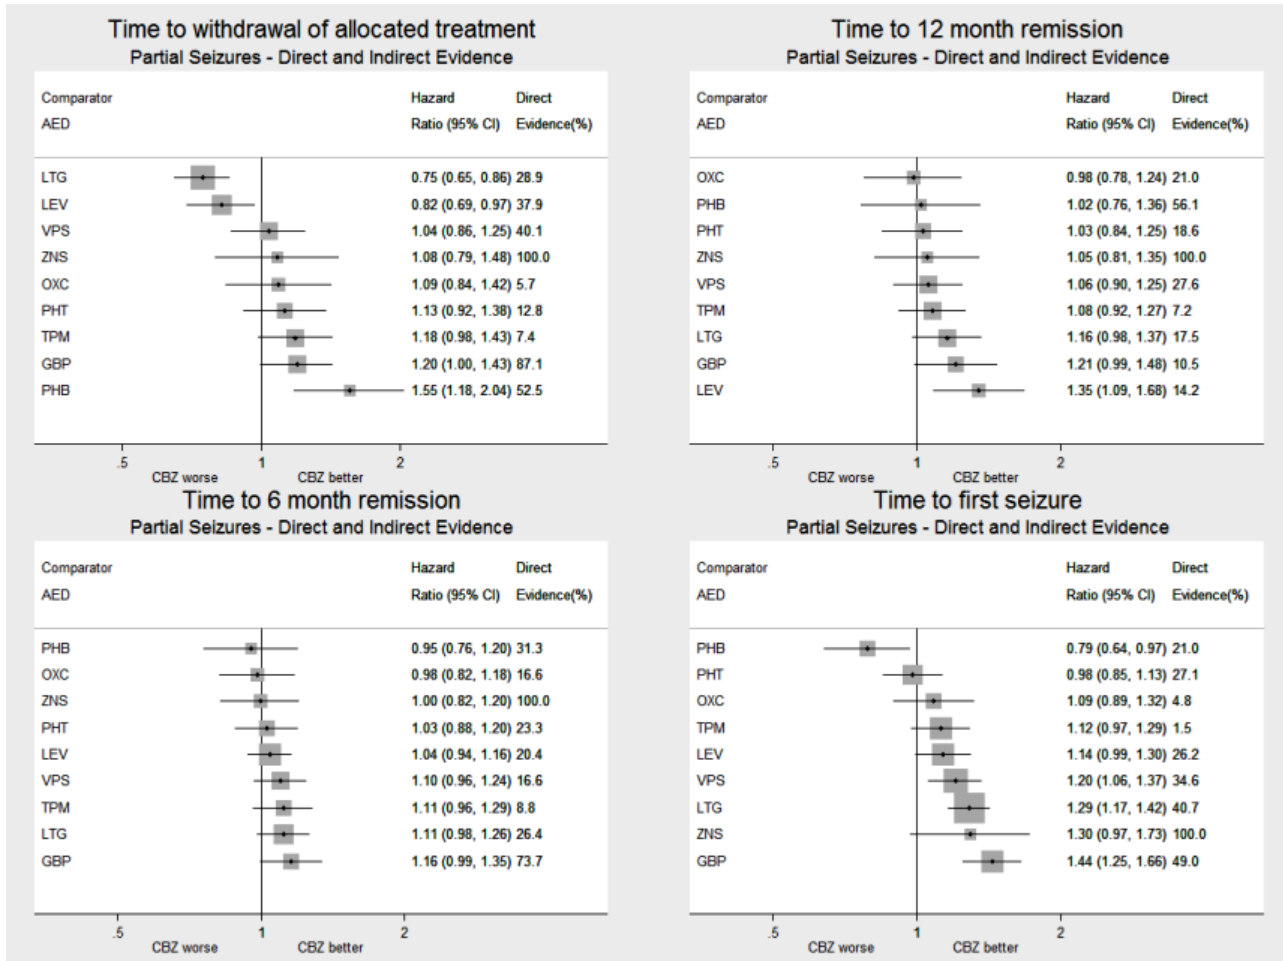 Time to withdrawal of allocated treatment
Partial Seizures - Direct and Indirect Evidence
Comparator Hazard Direct
AED Ratio (95% CI) Evidence(%)
LTG 0.75 (0.65, 0.86) 28.9
LEV 0.82 (0.69, 0.97) 37.9
VPS 1.04 (0.86, 1.25) 40.1
ZNS 1.08 (0.79, 1.48) 100.0
OXC 1.09 (0.84, 1.42) 5.7
PHT 1.13 (0.92, 1.38) 12.8
TPM 1.18 (0.98, 1.43) 7.4
GBP 1.20 (1.00, 1.43) 87.1
PHB 1.55 (1.18, 2.04) 52.5
.5 1 2
CBZ worse CBZ better
Time to 12 month remission
Partial Seizures - Direct and Indirect Evidence
Comparator Hazard Direct
AED Ratio (95% CI) Evidence(%)
OXC 0.98 (0.78, 1.24) 21.0
PHB 1.02 (0.76, 1.36) 56.1
PHT 1.03 (0.84, 1.25) 18.6
ZNS 1.05 (0.81, 1.35) 100.0
VPS 1.06 (0.90, 1.25) 27.6
TPM 1.08 (0.92, 1.27) 7.2
LTG 1.16 (0.98, 1.37) 17.5
GBP 1.21 (0.99, 1.48) 10.5
LEV 1.35 (1.09, 1.68) 14.2
.5 1 2
CBZ worse CBZ better
Time to 6 month remission
Partial Seizures - Direct and Indirect Evidence
Comparator Hazard Direct
AED Ratio (95% CI) Evidence(%)
PHB 0.95 (0.76, 1.20) 31.3
OXC 0.98 (0.82, 1.18) 16.6
ZNS 1.00 (0.82, 1.20) 100.0
PHT 1.03 (0.88, 1.20) 23.3
LEV 1.04 (0.94, 1.16) 20.4
VPS 1.10 (0.96, 1.24) 16.6
TPM 1.11 (0.96, 1.29) 8.8
LTG 1.11 (0.98, 1.26) 26.4
GBP 1.16 (0.99, 1.35) 73.7
.5 1 2
CBZ worse CBZ better
Time to first seizure
Partial Seizures - Direct and Indirect Evidence
Comparator Hazard Direct
AED Ratio (95% CI) Evidence(%)
PHB 0.79 (0.64, 0.97) 21.0
PHT 0.98 (0.85, 1.13) 27.1
OXC 1.09 (0.89, 1.32) 4.8
TPM 1.12 (0.97, 1.29) 1.5
LEV 1.14 (0.99, 1.30) 26.2
VPS 1.20 (1.06, 1.37) 34.6
LTG 1.29 (1.17, 1.42) 40.7
ZNS 1.30 (0.97, 1.73) 100.0
GBP 1.44 (1.25, 1.66) 49.0
.5 1 2
CBZ worse CBZ better